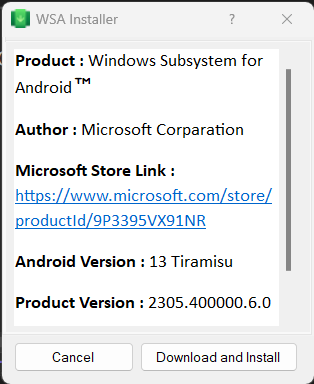 WSA Installer
Product : Windows Subsystem for
Android™
Author : Microsoft Corparation
Microsoft Store Link :
https://www.microsoft.com/store/
productId/9P3395VX91NR
Android Version : 13 Tiramisu
Product Version : 2305.400000.6.0
Cancel
Download and Install